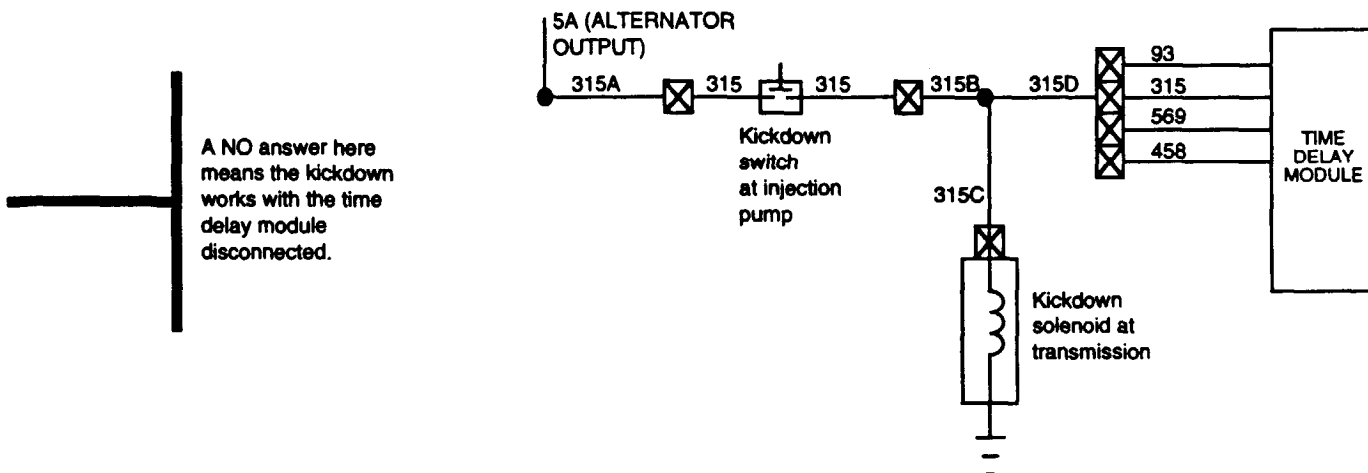 5A (ALTERNATOR
OUTPUT)
315A
315
315
315B
315D
93
315
569
458
TIME
DELAY
MODULE
A NO answer here
means the kickdown
works with the time
delay module
disconnected.
Kickdown
switch
at injection
pump
315C
Kickdown
solenoid at
transmission